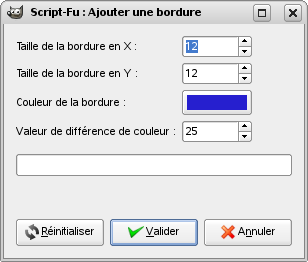 Script-Fu : Ajouter une bordure
Taille de la bordure en X : 12
Taille de la bordure en Y : 12
Couleur de la bordure :
Valeur de différence de couleur : 25
Réinitialiser Valider Annuler